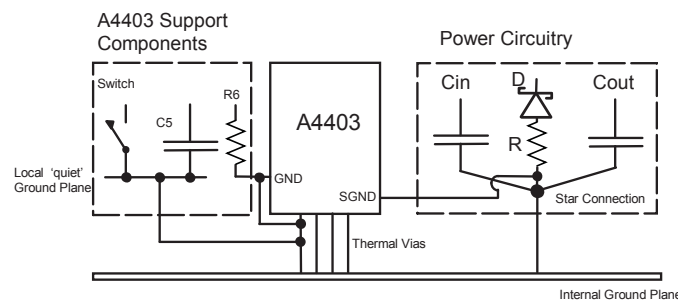 A4403 Support
Components
Power Circuitry
Switch
R6
C5
A4403
Cin
D
Cout
R
Local 'quiet'
Ground Plane
GND
SGND
Star Connection
Thermal Vias
Internal Ground Plane